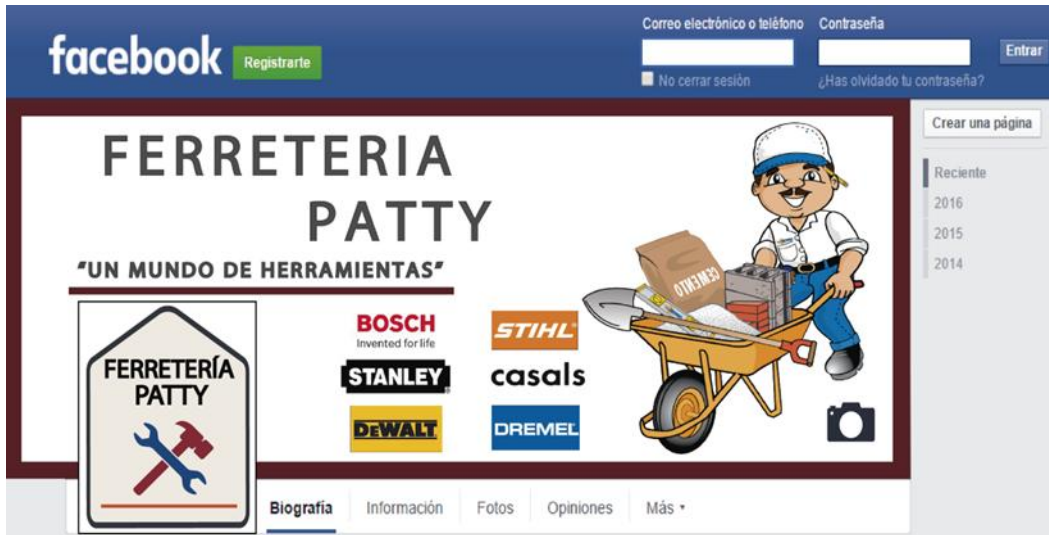 Correo electrónico o teléfono
Contraseña
facebook
Registrarte
Entrar
No cerrar sesión
¿Has olvidado tu contraseña?
Crear una página
Reciente
2016
2015
2014
FERRETERIA
PATTY
"UN MUNDO DE HERRAMIENTAS"
BOSCH
Invented for life
STIHL
STANLEY
casals
DEWALT
DREMEL
CEMENTO
FERRETERÍA
PATTY
Biografía
Información
Fotos
Opiniones
Más